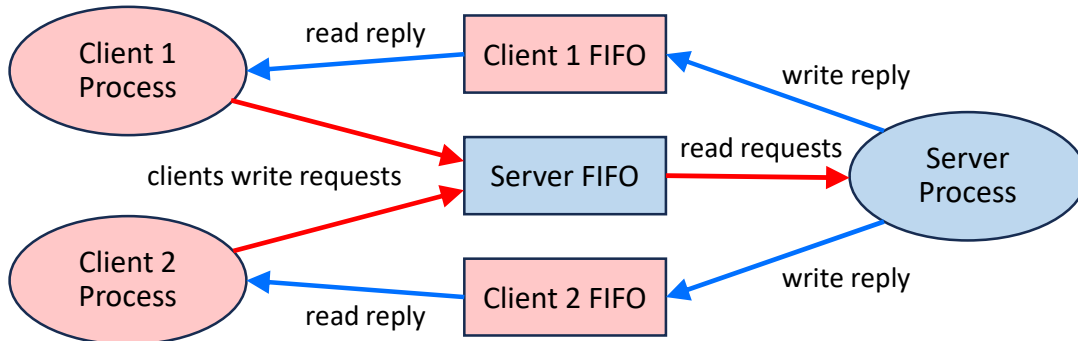 read reply
Client 1
Process
Client 1 FIFO
write reply
clients write requests
Server FIFO
read requests
Server
Process
Client 2
Process
read reply
Client 2 FIFO
write reply